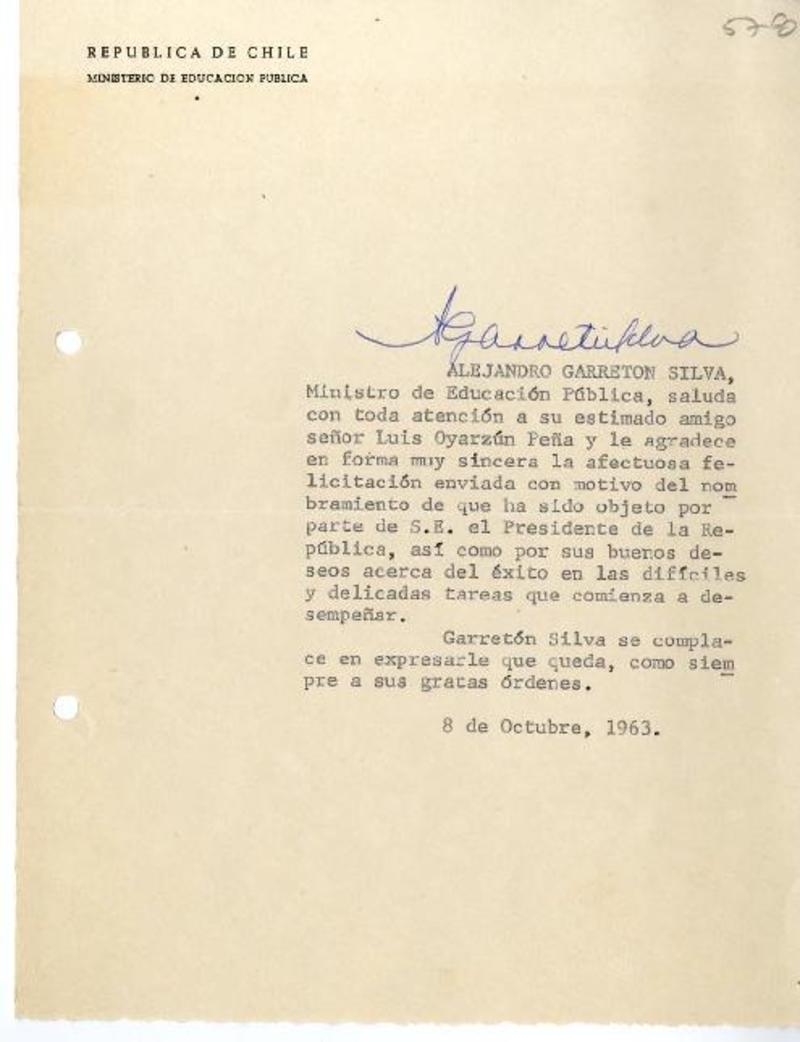 578
REPUBLICA DE CHILE
MINISTERIO DE EDUCACION PUBLICA
AGarretónSilva
ALEJANDRO GARRETON SILVA,
Ministro de Educación Pública, saluda
con toda atención a su estimado amigo
señor Luis Oyarzún Peña y le agradece
en forma muy sincera la afectuosa fe-
licitación enviada con motivo del nom
bramiento de que ha sido objeto por
parte de S.E. el Presidente de la Re-
pública, así como por sus buenos de-
seos acerca del éxito en las difíciles
y delicadas tareas que comienza a de-
sempeñar.
Garretón Silva se compla-
ce en expresarle que queda, como siem
pre a sus gratas órdenes.
8 de Octubre, 1963.